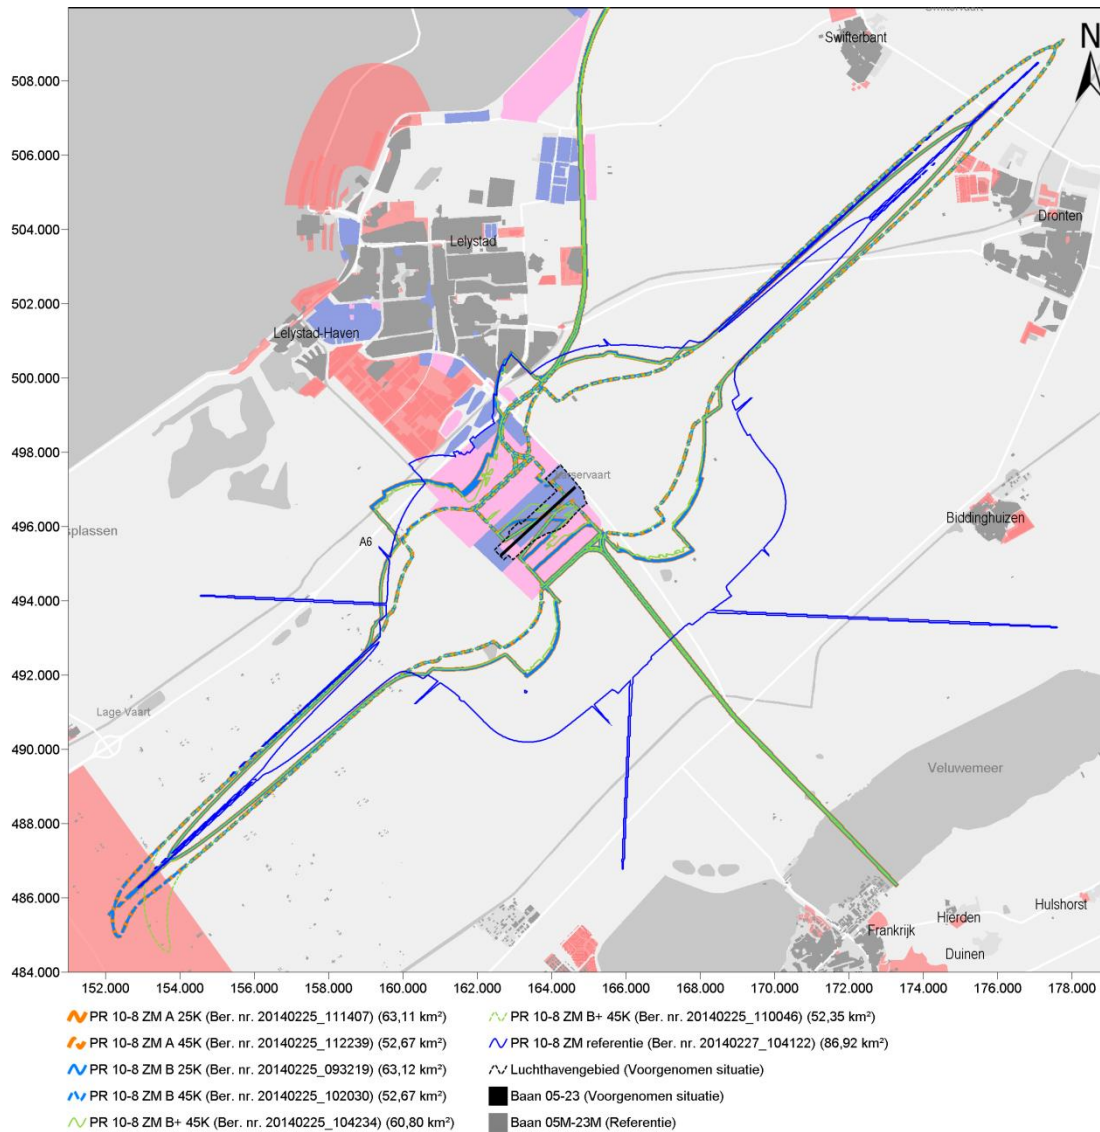 508.000
506.000
504.000
502.000
500.000
498.000
496.000
494.000
492.000
490.000
488.000
486.000
484.000
Swifterbant
N
Dronten
Lelystad
Lelystad-Haven
Biddinghuizen
A6
Lage Vaart
Veluwemeer
Hulshorst
Hierden
Frankrijk
Duinen
152.000 154.000 156.000 158.000 160.000 162.000 164.000 166.000 168.000 170.000 172.000 174.000 176.000 178.000
PR 10-8 ZM A 25K (Ber. nr. 20140225_111407) (63,11 km²)
PR 10-8 ZM A 45K (Ber. nr. 20140225_112239) (52,67 km²)
PR 10-8 ZM B 25K (Ber. nr. 20140225_093219) (63,12 km²)
PR 10-8 ZM B 45K (Ber. nr. 20140225_102030) (52,67 km²)
PR 10-8 ZM B+ 45K (Ber. nr. 20140225_104234) (60,80 km²)
PR 10-8 ZM B+ 45K (Ber. nr. 20140225_110046) (52,35 km²)
PR 10-8 ZM referentie (Ber. nr. 20140227_104122) (86,92 km²)
Luchthavengebied (Voorgenomen situatie)
Baan 05-23 (Voorgenomen situatie)
Baan 05M-23M (Referentie)